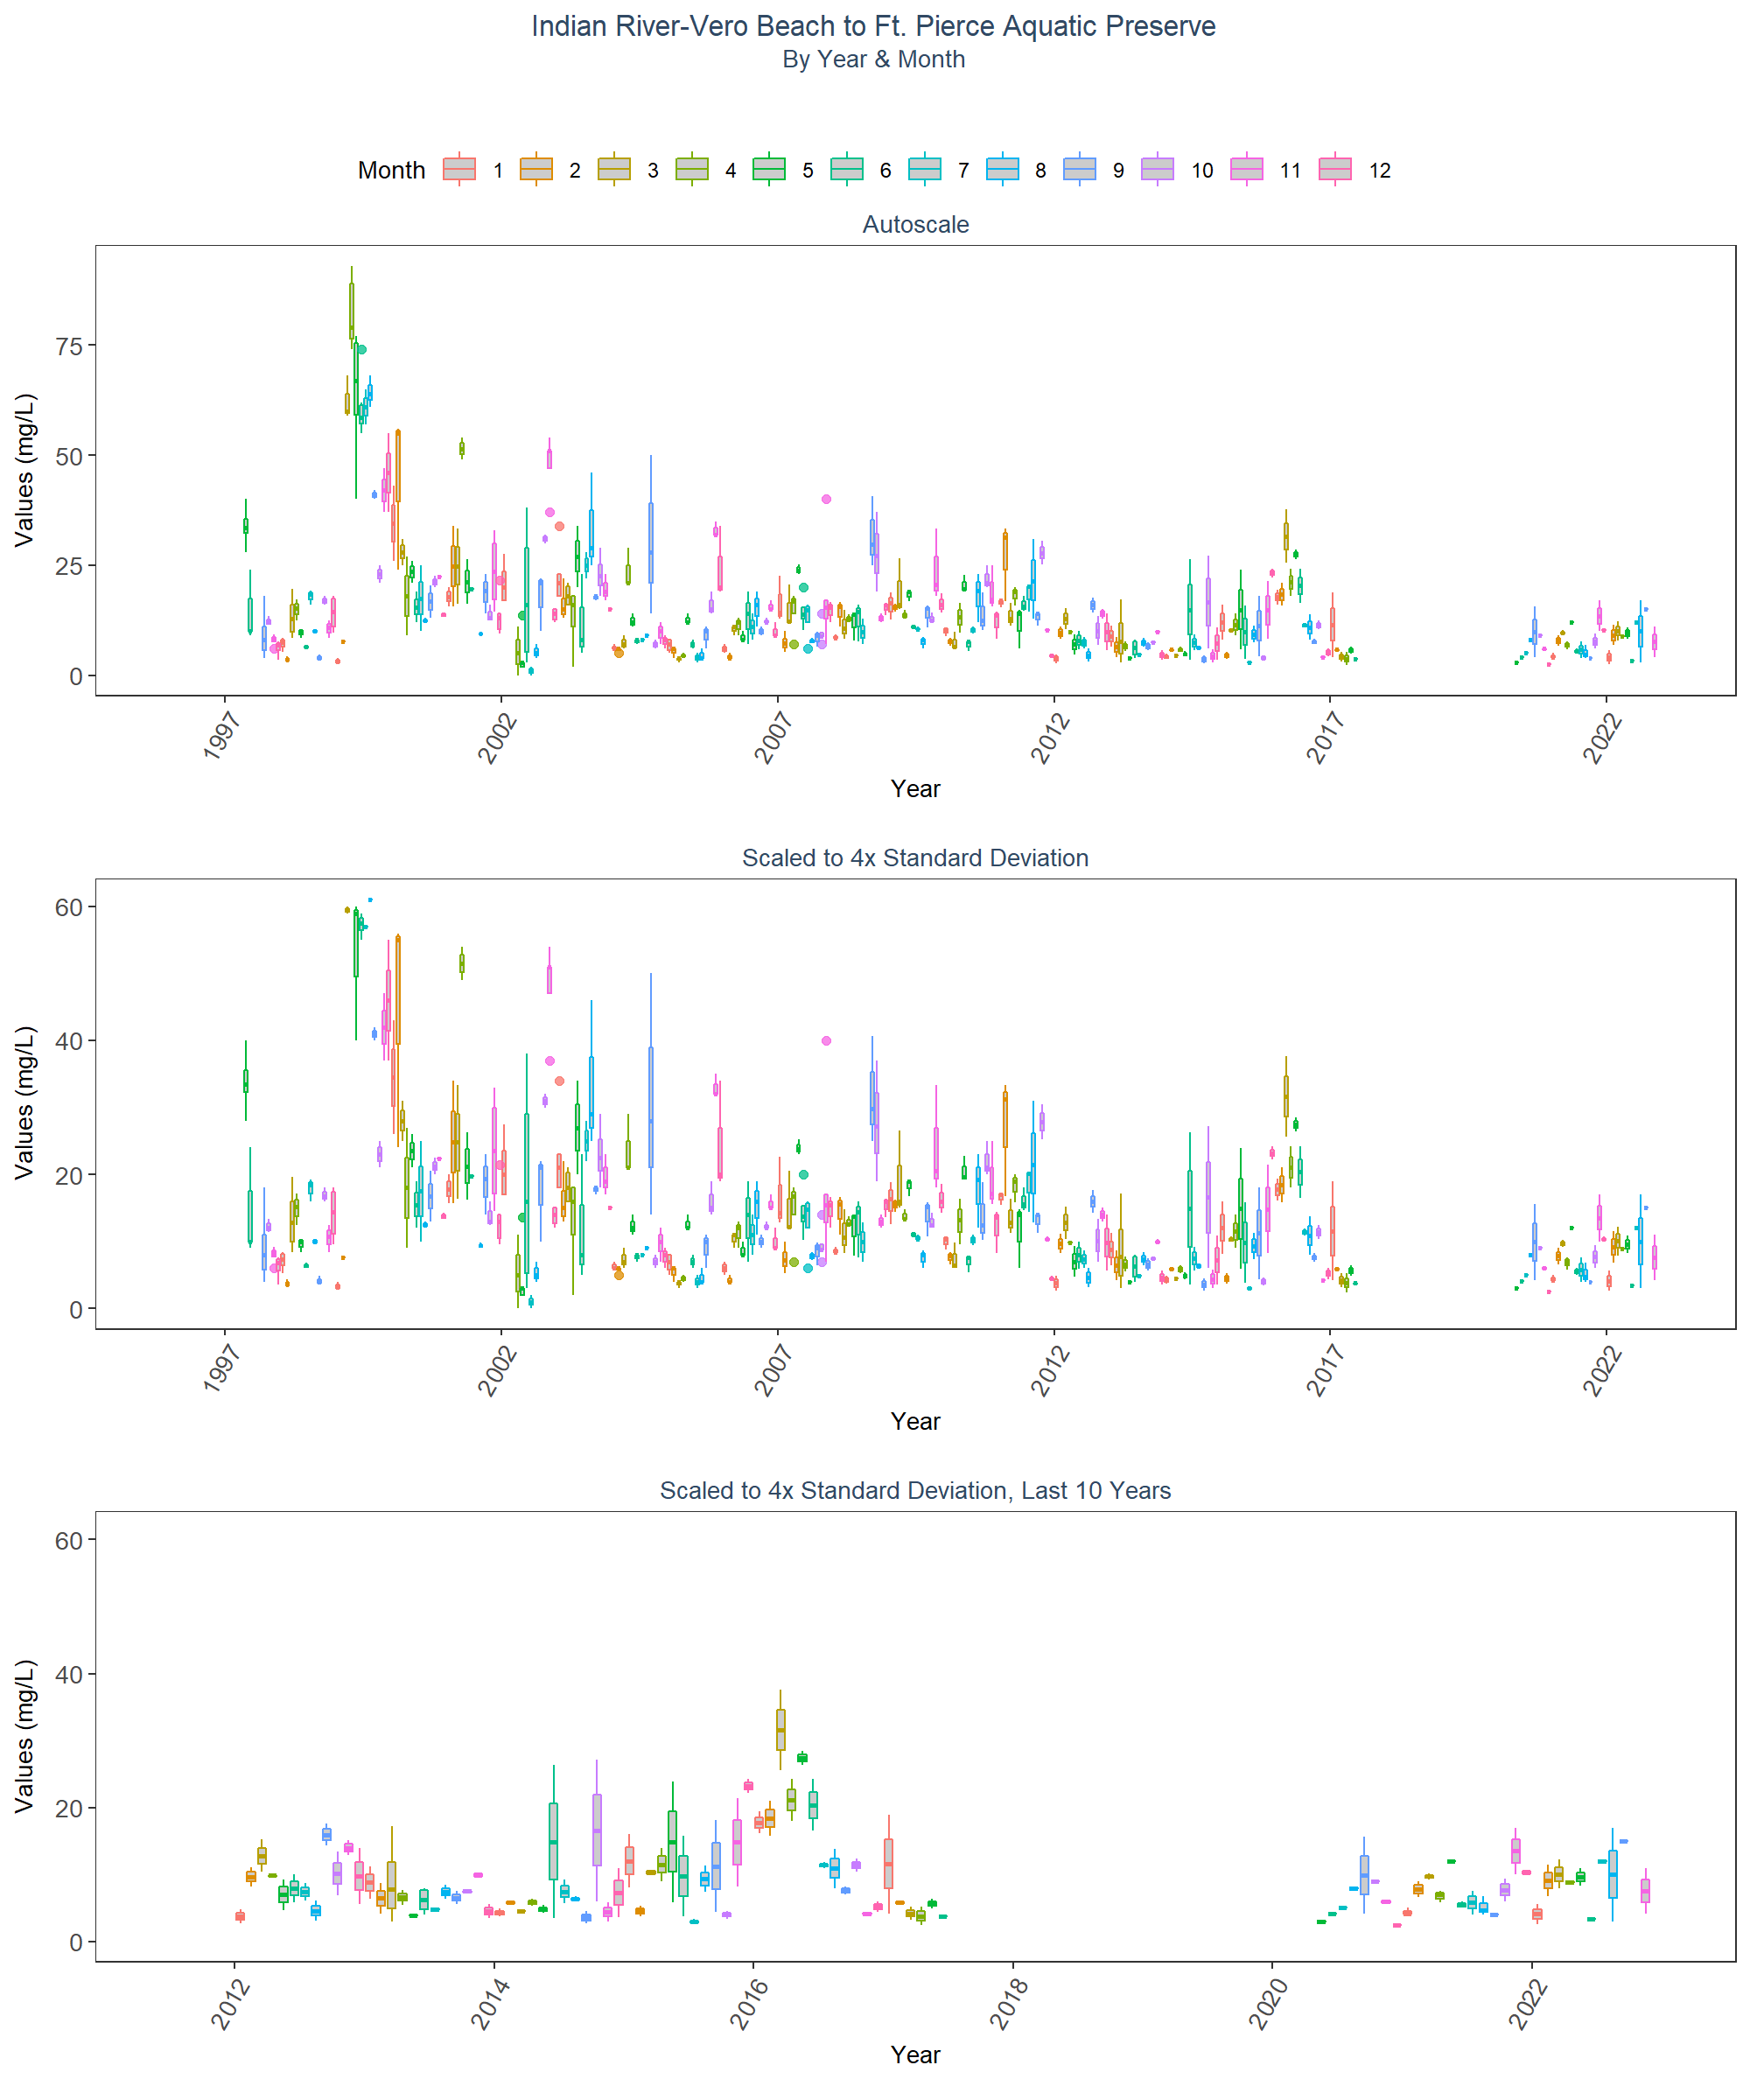 Indian River-Vero Beach to Ft. Pierce Aquatic Preserve
By Year & Month
Month 1 2 3 4 5 6 7 8 9 10 11 12
Autoscale
Values (mg/L)
75
50
25
0
1997 2002 2007 2012 2017 2022
Year
Scaled to 4x Standard Deviation
Values (mg/L)
60
40
20
0
1997 2002 2007 2012 2017 2022
Year
Scaled to 4x Standard Deviation, Last 10 Years
Values (mg/L)
60
40
20
0
2012 2014 2016 2018 2020 2022
Year